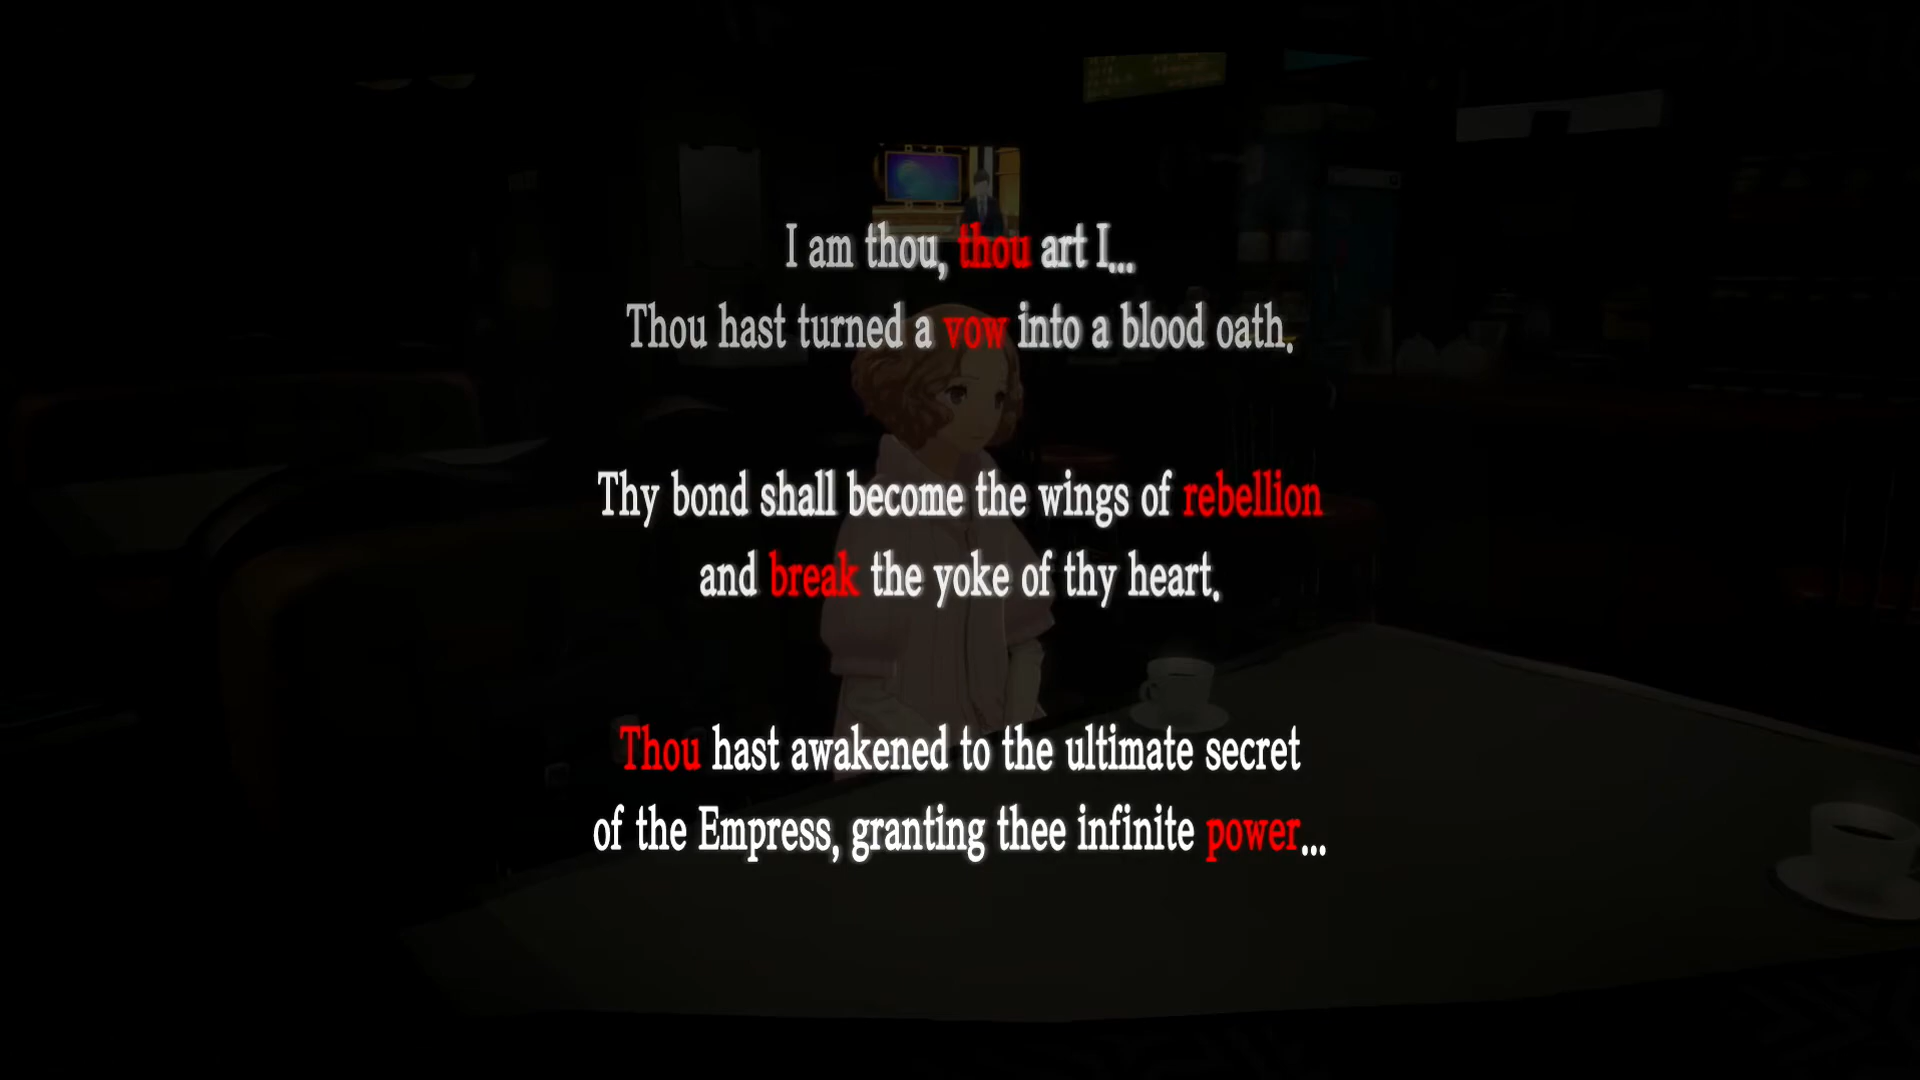 I am thou, thou art I...
Thou hast turned a vow into a blood oath.
Thy bond shall become the wings of rebellion
and break the yoke of thy heart.
Thou hast awakened to the ultimate secret
of the Empress, granting thee infinite power...